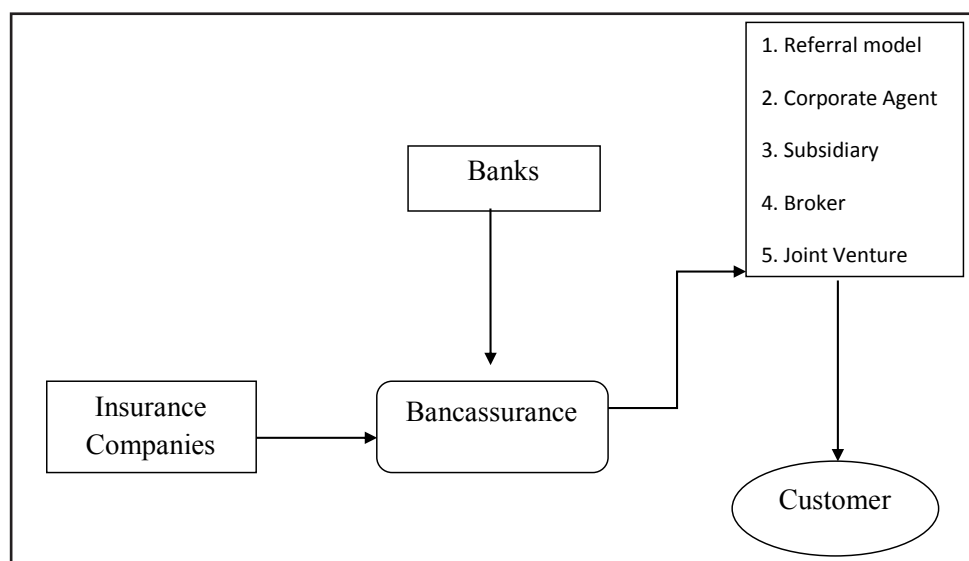 1. Referral model
2. Corporate Agent
3. Subsidiary
4. Broker
5. Joint Venture
Banks
Insurance
Companies
Bancassurance
Customer